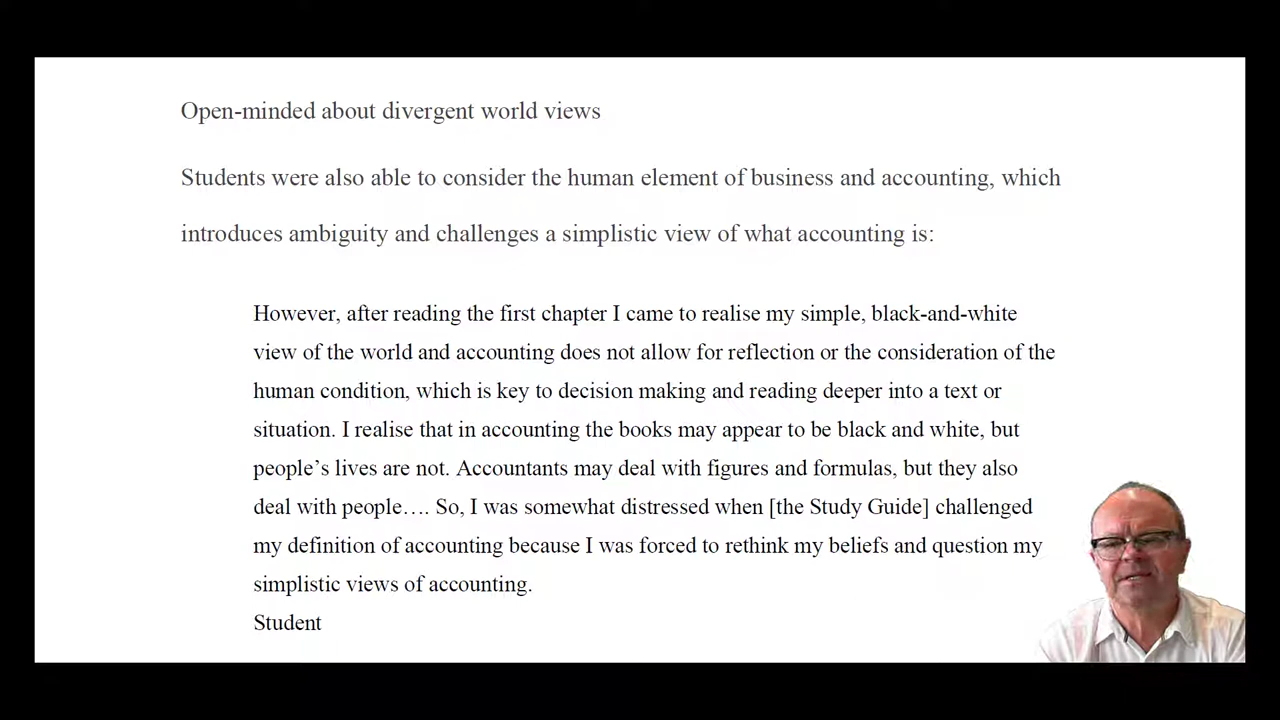 Open-minded about divergent world views
Students were also able to consider the human element of business and accounting, which
introduces ambiguity and challenges a simplistic view of what accounting is:
However, after reading the first chapter I came to realise my simple, black-and-white
view of the world and accounting does not allow for reflection or the consideration of the
human condition, which is key to decision making and reading deeper into a text or
situation. I realise that in accounting the books may appear to be black and white, but
people’s lives are not. Accountants may deal with figures and formulas, but they also
deal with people…. So, I was somewhat distressed when [the Study Guide] challenged
my definition of accounting because I was forced to rethink my beliefs and question my
simplistic views of accounting.
Student